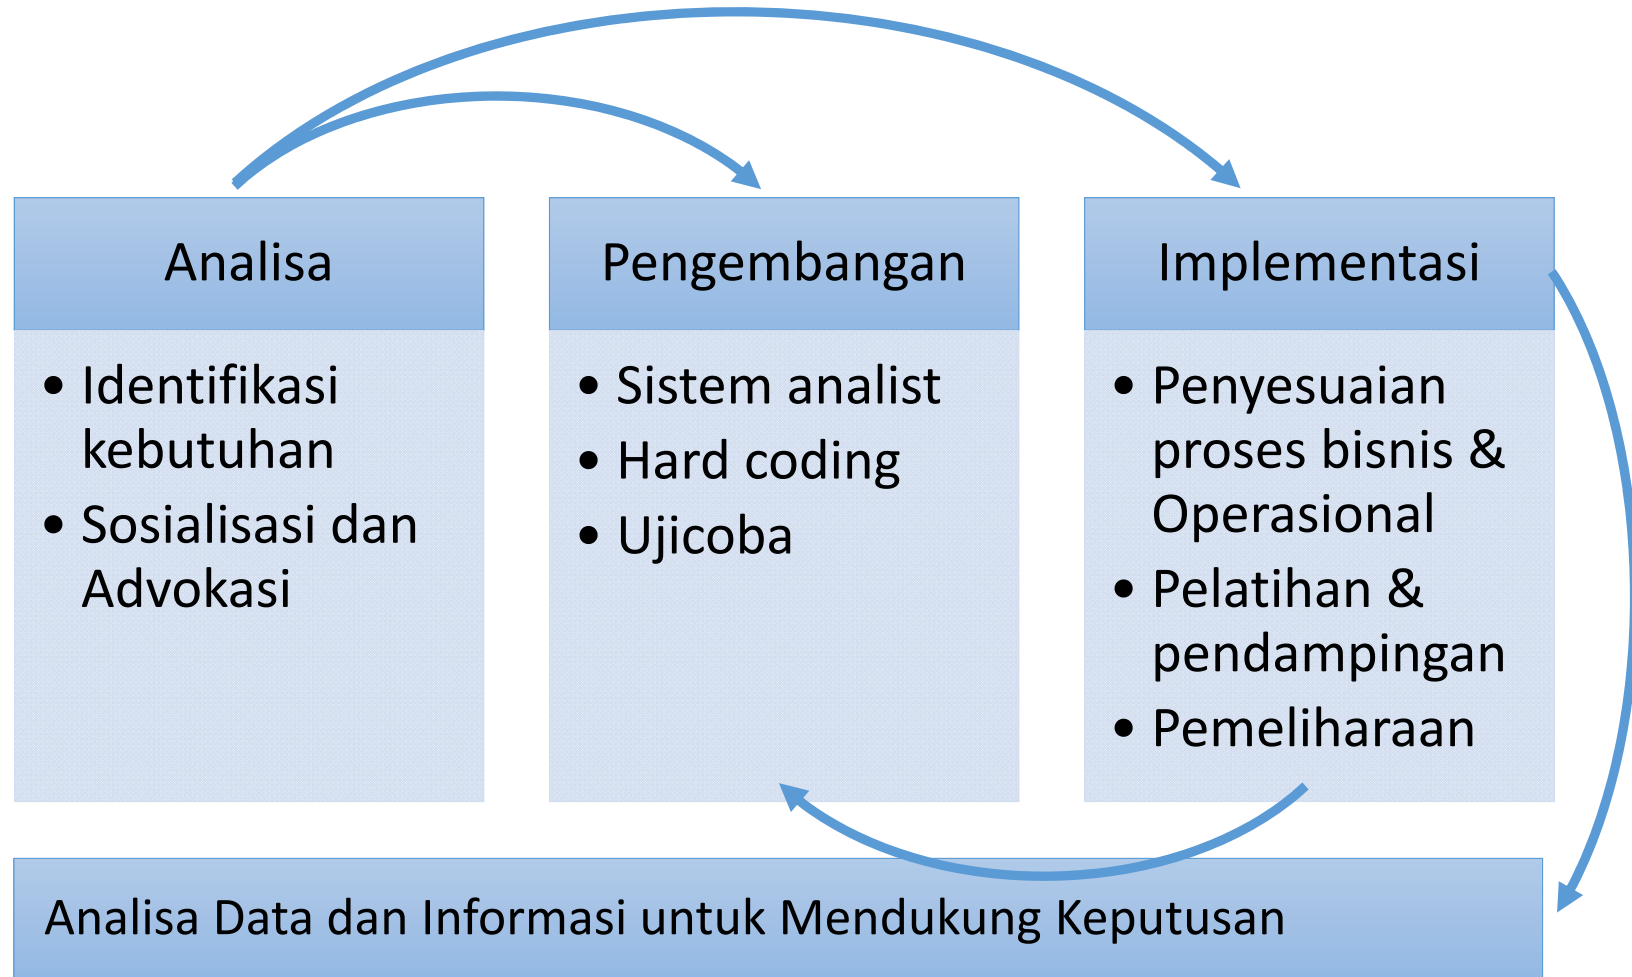 Analisa
• Identifikasi
kebutuhan
• Sosialisasi dan
Advokasi
Pengembangan
• Sistem analist
• Hard coding
• Ujicoba
Implementasi
• Penyesuaian
proses bisnis &
Operasional
• Pelatihan &
pendampingan
• Pemeliharaan
Analisa Data dan Informasi untuk Mendukung Keputusan